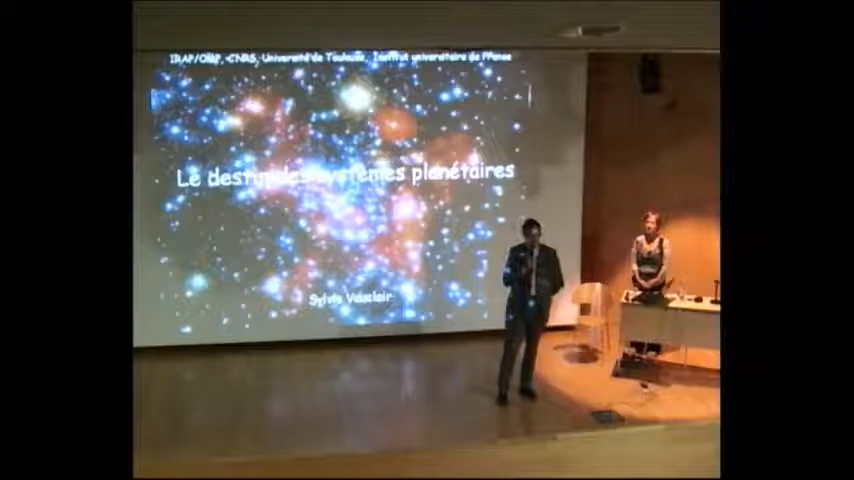 IRAP/OMP, CNRS, Université de Toulouse, Institut universitaire de France
Le destin des systèmes planétaires
Sylvie Vauclair